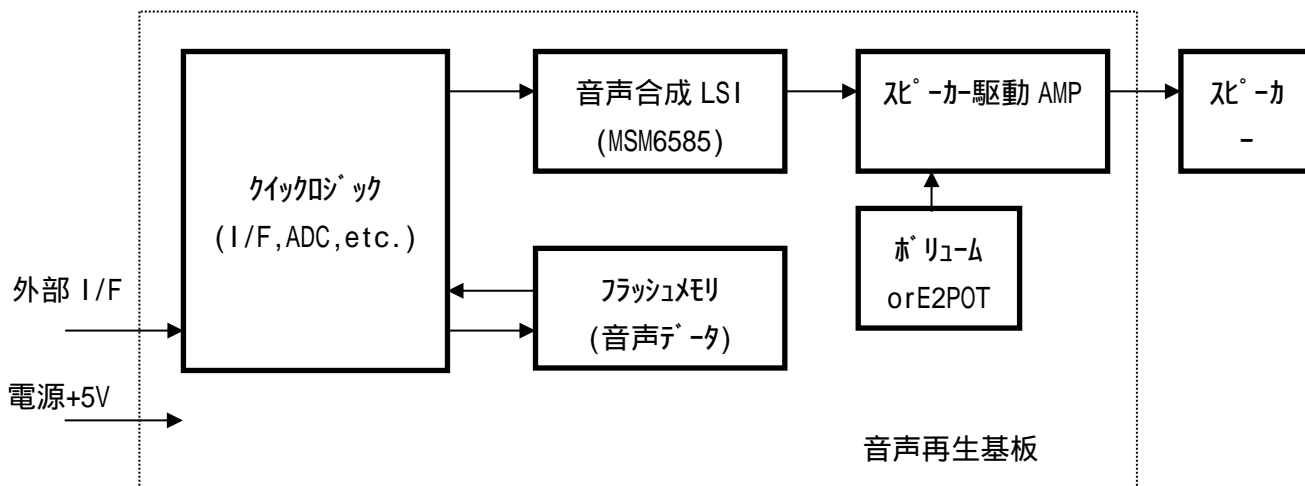 音声合成 LSI
(MSM6585)
ｽﾋﾟｰｶｰ駆動 AMP
ｽﾋﾟｰｶ
ｰ
ｸｲｯｸﾛｼﾞｯｸ
(I/F,ADC,etc.)
ﾎﾞﾘｭｰﾑ
orE2POT
ﾌﾗｯｼｭﾒﾓﾘ
(音声ﾃﾞｰﾀ)
外部 I/F
電源+5V
音声再生基板